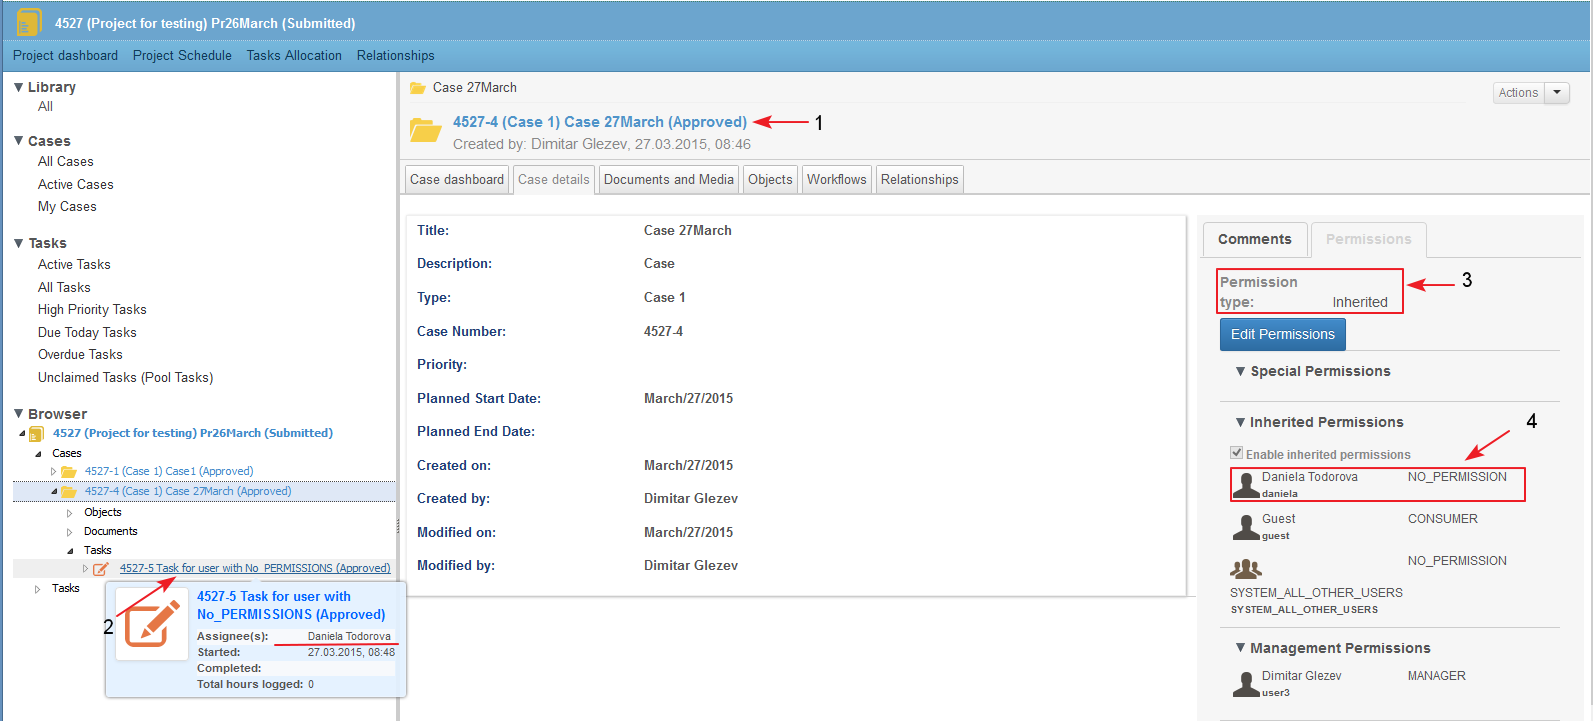 4527 (Project for testing) Pr26March (Submitted)
Project dashboard Project Schedule Tasks Allocation Relationships
Library
All
Cases
All Cases
Active Cases
My Cases
Tasks
Active Tasks
All Tasks
High Priority Tasks
Due Today Tasks
Overdue Tasks
Unclaimed Tasks (Pool Tasks)
Browser
4527 (Project for testing) Pr26March (Submitted)
Cases
4527-1 (Case 1) Case1 (Approved)
4527-4 (Case 1) Case 27March (Approved)
Objects
Documents
Tasks
4527-5 Task for user with No_PERMISSIONS (Approved)
Tasks
2
4527-5 Task for user with
No_PERMISSIONS (Approved)
Assignee(s): Daniela Todorova
Started: 27.03.2015, 08:48
Completed:
Total hours logged: 0
Case 27March
Actions
4527-4 (Case 1) Case 27March (Approved) 1
Created by: Dimitar Glezev, 27.03.2015, 08:46
Case dashboard Case details Documents and Media Objects Workflows Relationships
Title: Case 27March
Description: Case
Type: Case 1
Case Number: 4527-4
Priority:
Planned Start Date: March/27/2015
Planned End Date:
Created on: March/27/2015
Created by: Dimitar Glezev
Modified on: March/27/2015
Modified by: Dimitar Glezev
Comments Permissions
Permission
type: Inherited
3
Edit Permissions
Special Permissions
Inherited Permissions
4
Enable inherited permissions
Daniela Todorova NO_PERMISSION
daniela
Guest CONSUMER
guest
NO_PERMISSION
SYSTEM_ALL_OTHER_USERS
SYSTEM_ALL_OTHER_USERS
Management Permissions
Dimitar Glezev MANAGER
user3